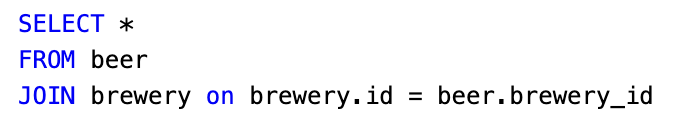 SELECT *
FROM beer
JOIN brewery on brewery.id = beer.brewery_id